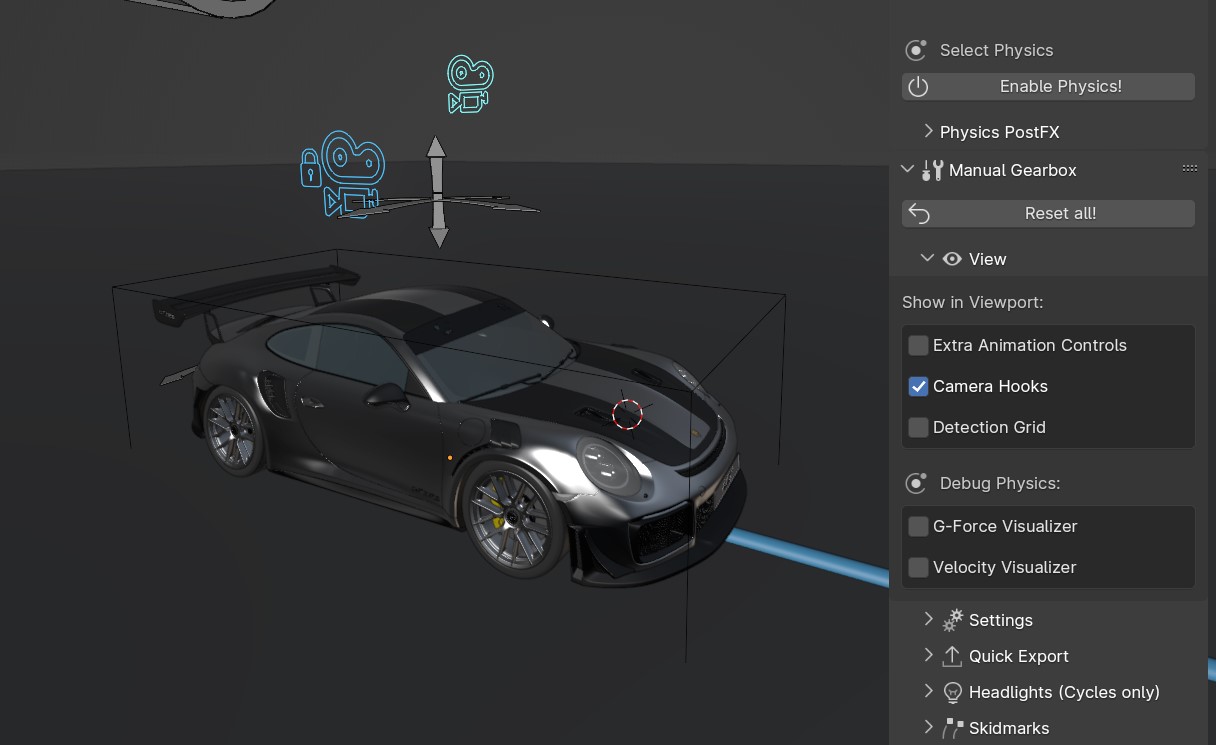 Select Physics
Enable Physics!
Physics PostFX
Manual Gearbox
Reset all!
View
Show in Viewport:
Extra Animation Controls
Camera Hooks
Detection Grid
Debug Physics:
G-Force Visualizer
Velocity Visualizer
Settings
Quick Export
Headlights (Cycles only)
Skidmarks